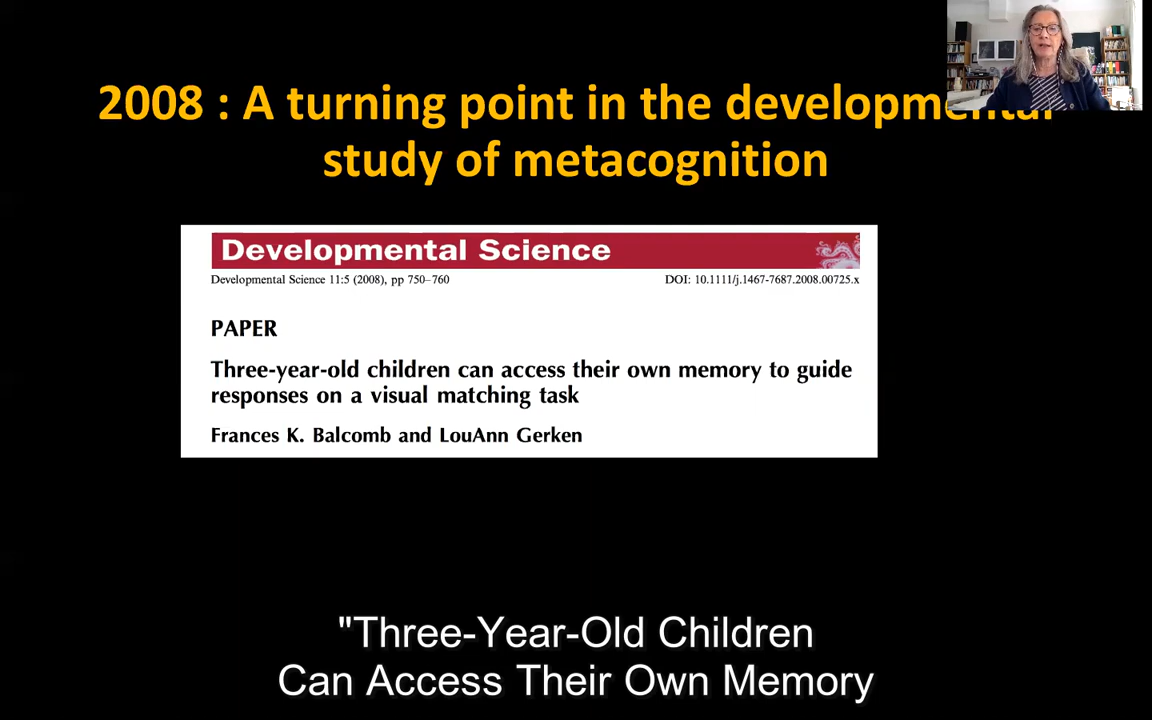 2008 : A turning point in the developmental
study of metacognition
Developmental Science
Developmental Science 11:5 (2008), pp 750–760
DOI: 10.1111/j.1467-7687.2008.00725.x
PAPER
Three-year-old children can access their own memory to guide
responses on a visual matching task
Frances K. Balcomb and LouAnn Gerken
"Three-Year-Old Children
Can Access Their Own Memory